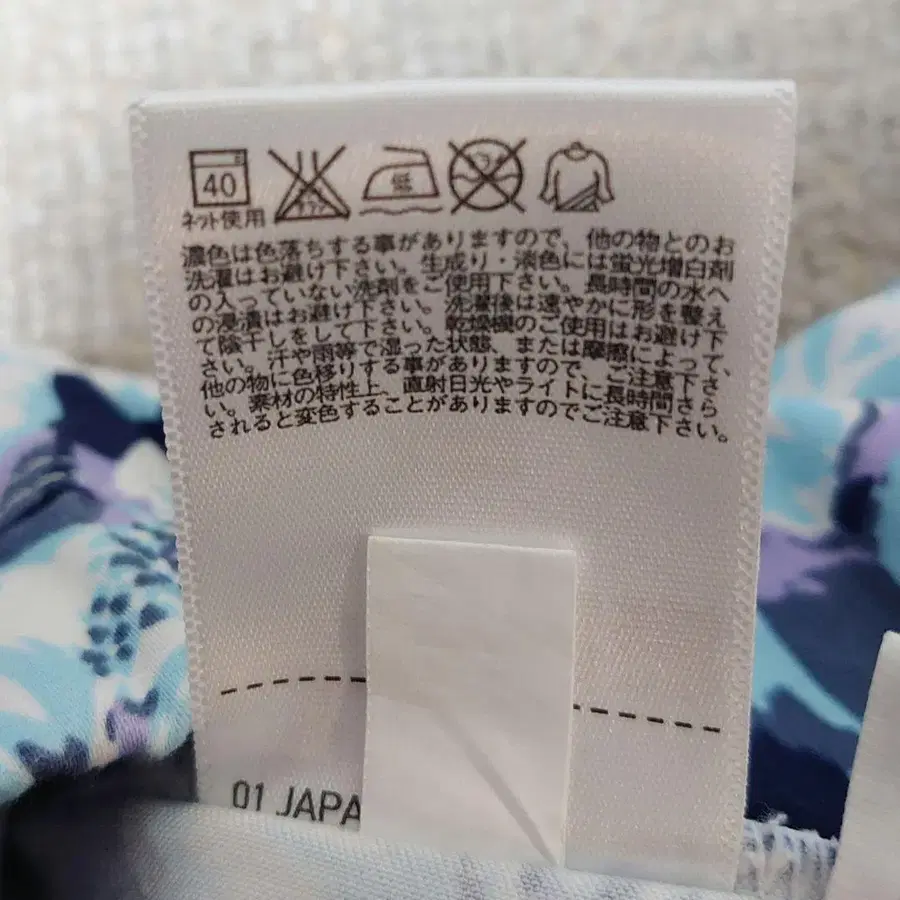 40
ネット使用
低
濃色は色落ちする事がありますので、他の物とのお
洗濯はお避け下さい。生成り・淡色には蛍光増白剤
の入っていない洗剤をご使用下さい。長時間の水へ
の浸漬はお避け下さい。洗濯後は速やかに形を整え
て陰干しをして下さい。乾燥機のご使用はお避け下
さい。汗や雨等で湿った状態、または摩擦によって、
他の物に色移りする事がありますので、ご注意下さ
い。素材の特性上、直射日光やライトに長時間さら
されると変色することがありますのでご注意下さい。
01 JAPA